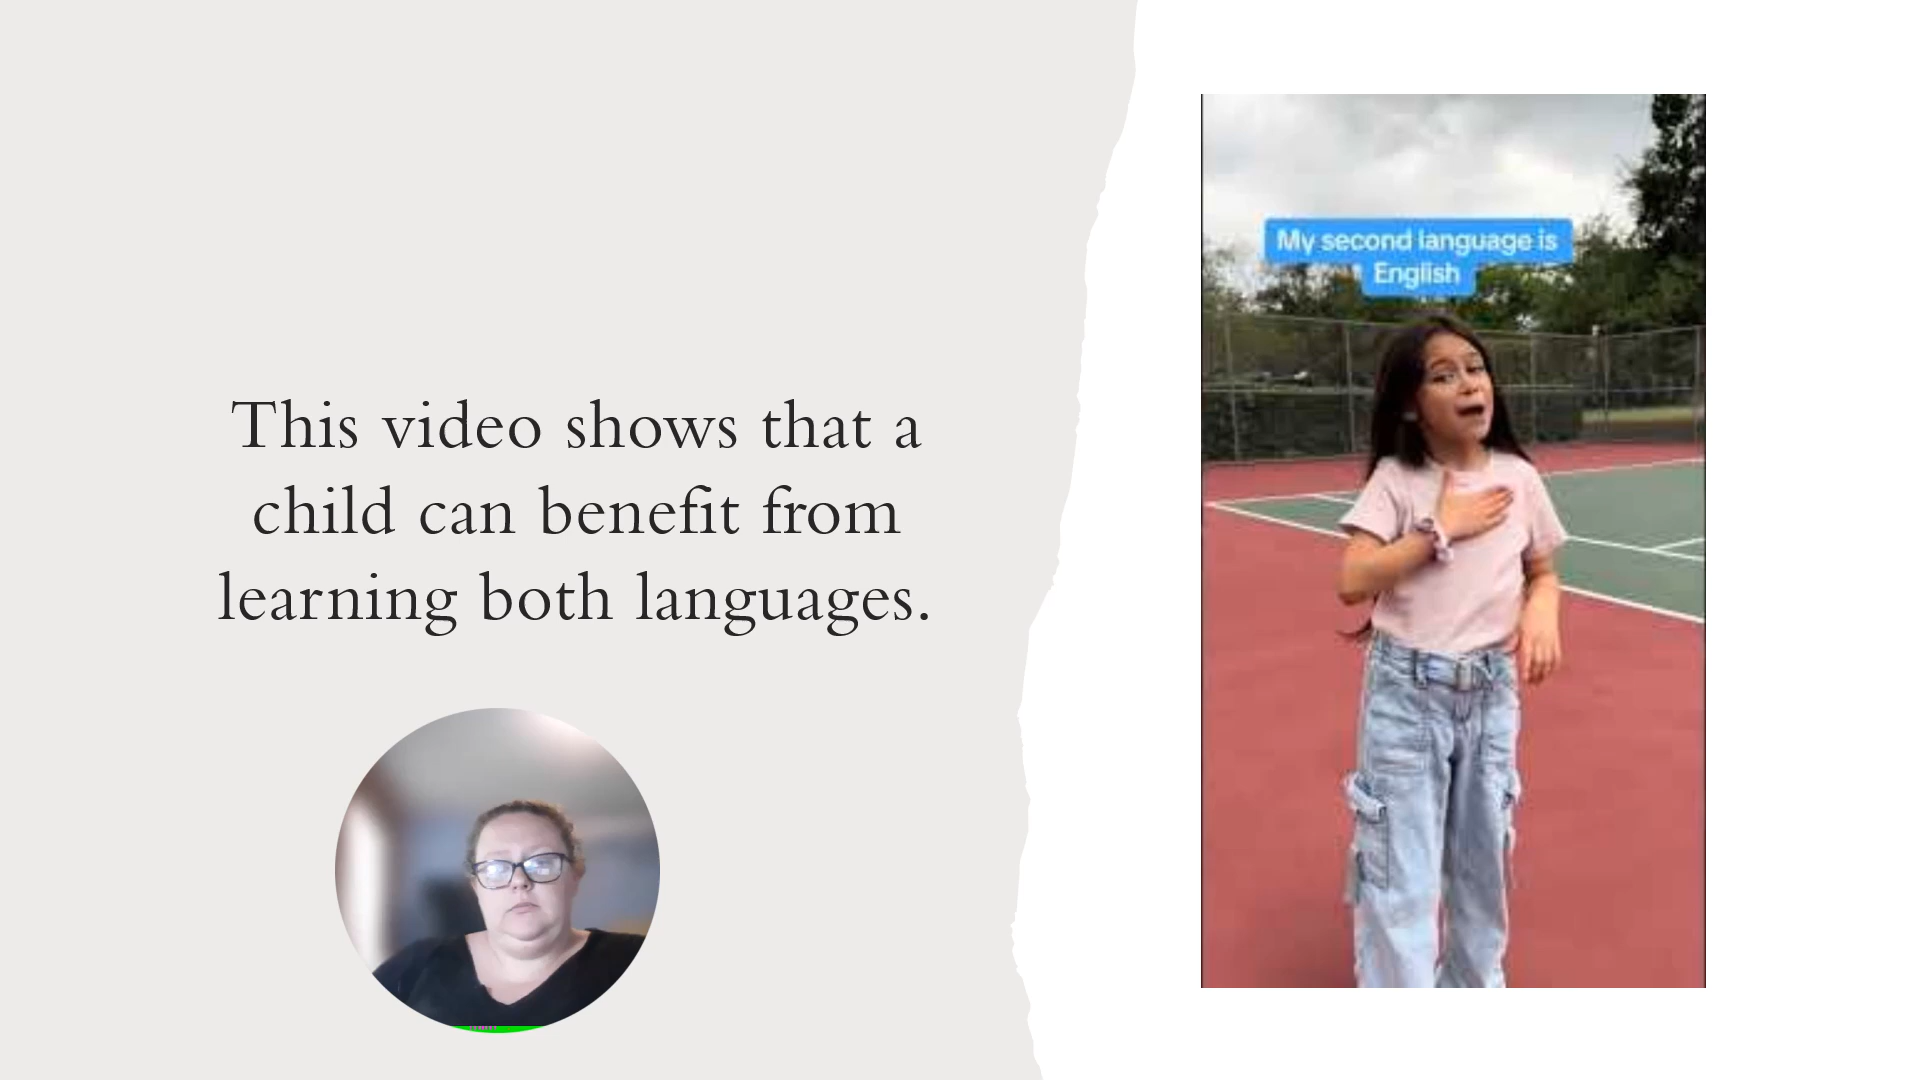 This video shows that a
child can benefit from
learning both languages.
My second language is
English